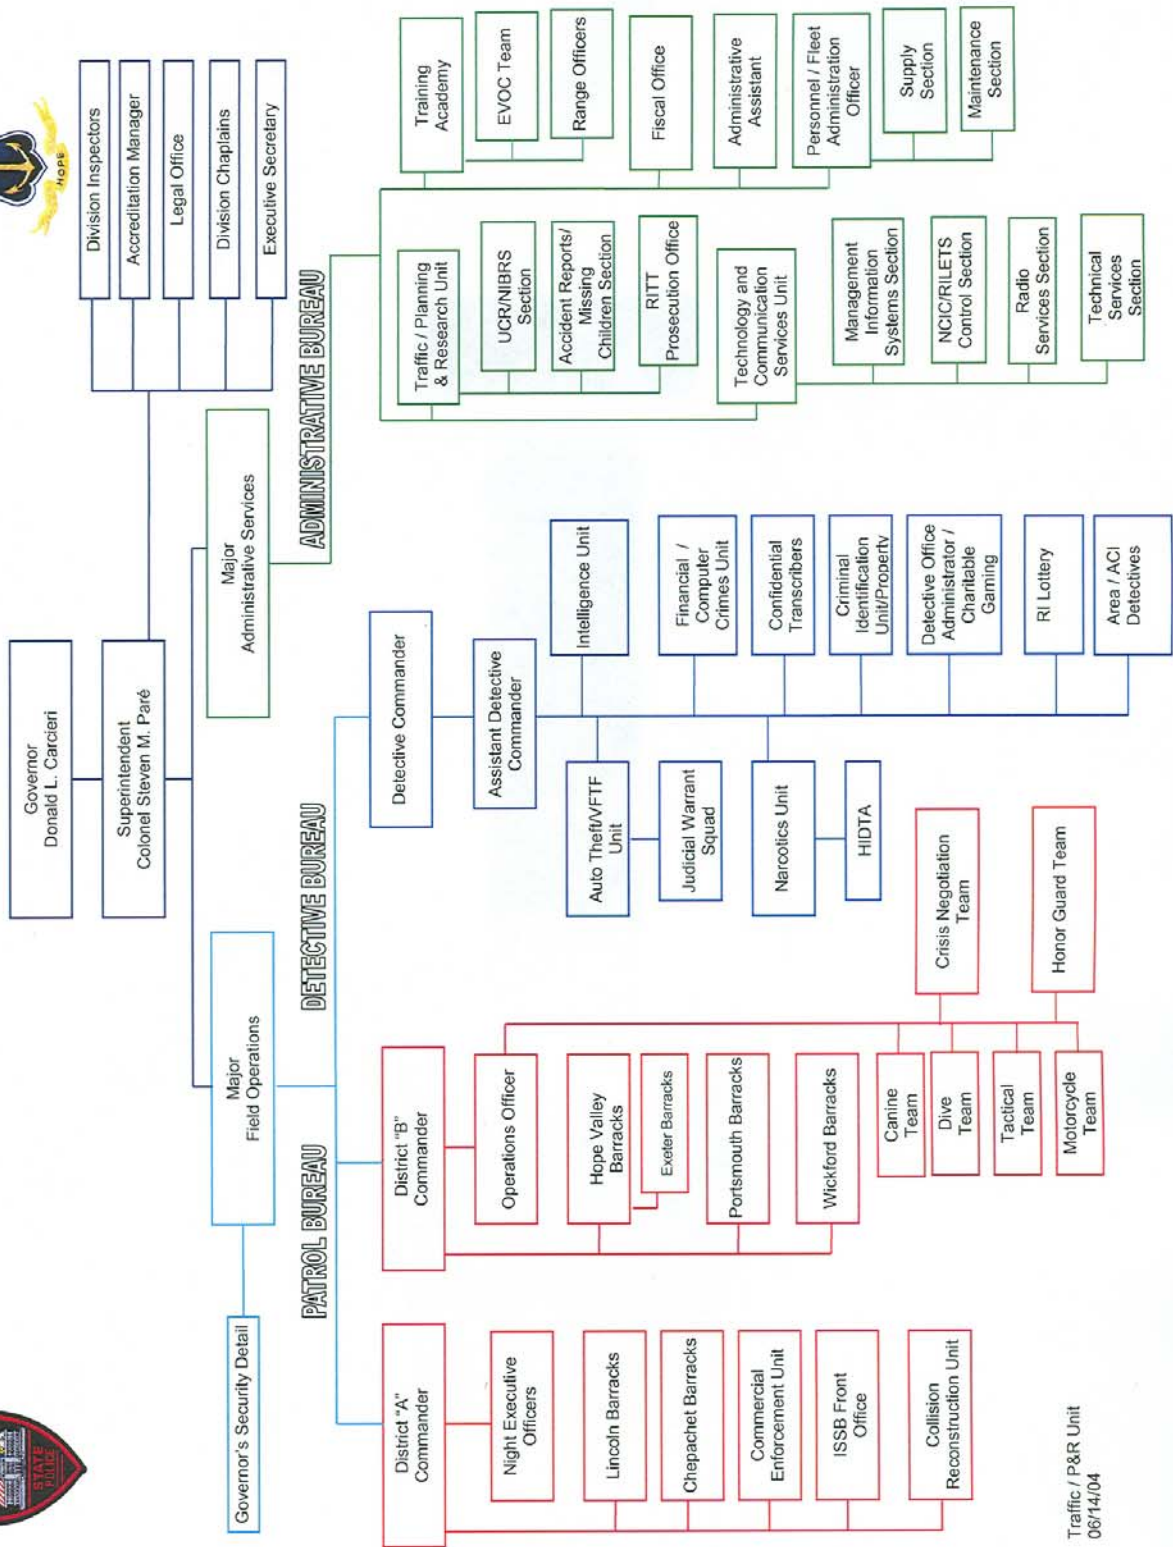 HOPE
STATE
POLICE
Governor
Donald L. Carcieri
Superintendent
Colonel Steven M. Paré
Division Inspectors
Accreditation Manager
Legal Office
Division Chaplains
Executive Secretary
Governor's Security Detail
Major
Field Operations
Major
Administrative Services
PATROL BUREAU
DETECTIVE BUREAU
ADMINISTRATIVE BUREAU
District "A"
Commander
Night Executive
Officers
Lincoln Barracks
Chepachet Barracks
Commercial
Enforcement Unit
ISSB Front
Office
Collision
Reconstruction Unit
District "B"
Commander
Operations Officer
Hope Valley
Barracks
Exeter Barracks
Portsmouth Barracks
Wickford Barracks
Canine
Team
Dive
Team
Tactical
Team
Motorcycle
Team
Crisis Negotiation
Team
Honor Guard Team
Detective Commander
Assistant Detective
Commander
Auto Theft/VFTF
Unit
Judicial Warrant
Squad
Narcotics Unit
HIDTA
Intelligence Unit
Financial /
Computer
Crimes Unit
Confidential
Transcribers
Criminal
Identification
Unit/Property
Detective Office
Administrator /
Charitable
Gaming
RI Lottery
Area / ACI
Detectives
Traffic / Planning
& Research Unit
UCR/NIBRS
Section
Accident Reports/
Missing
Children Section
RITT
Prosecution Office
Technology and
Communication
Services Unit
Management
Information
Systems Section
NCIC/RILETS
Control Section
Radio
Services Section
Technical
Services
Section
Training
Academy
EVOC Team
Range Officers
Fiscal Office
Administrative
Assistant
Personnel / Fleet
Administration
Officer
Supply
Section
Maintenance
Section
Traffic / P&R Unit
06/14/04